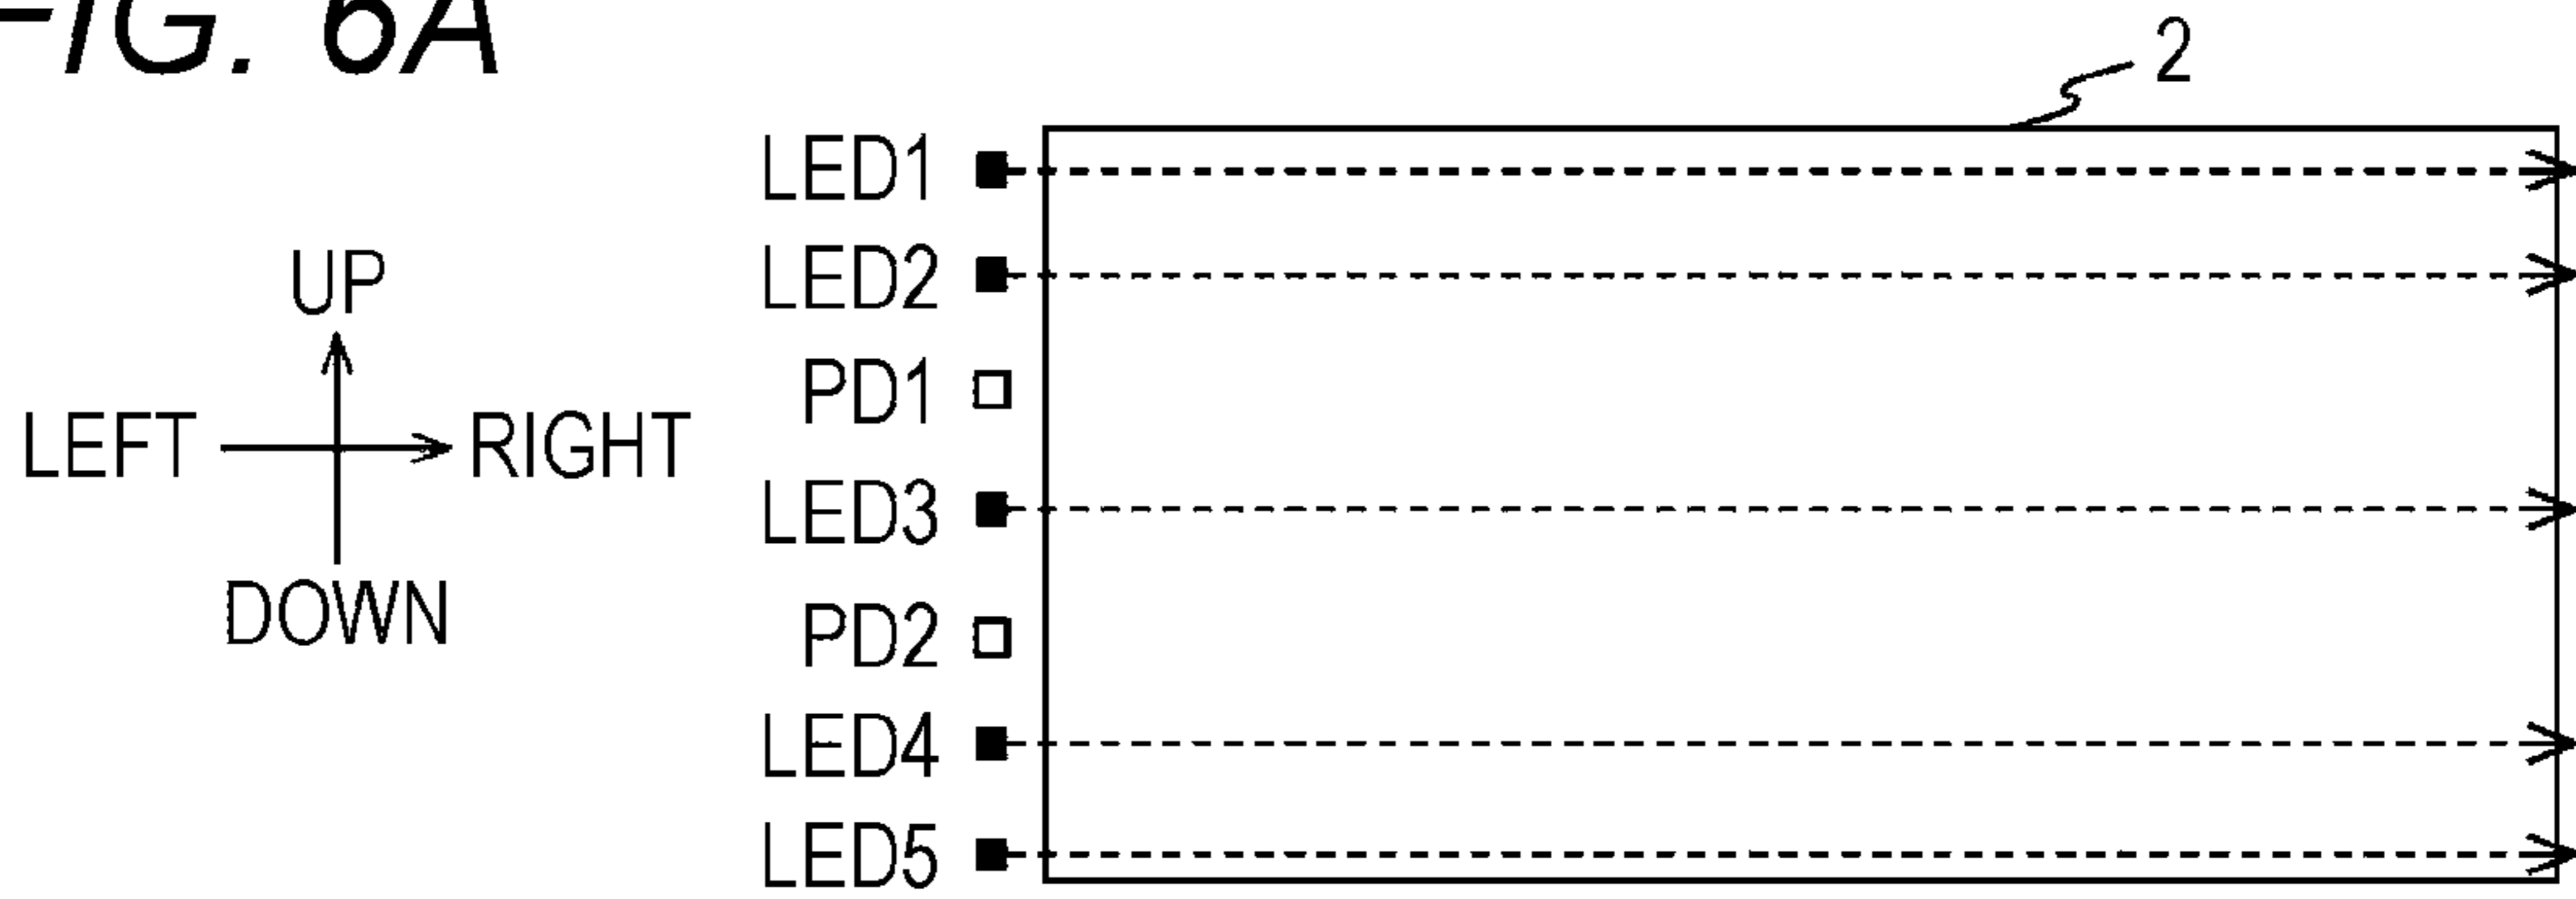 FIG. 6A
2
LED1
LED2
UP
PD1
LEFT
RIGHT
LED3
DOWN
PD2
LED4
LED5